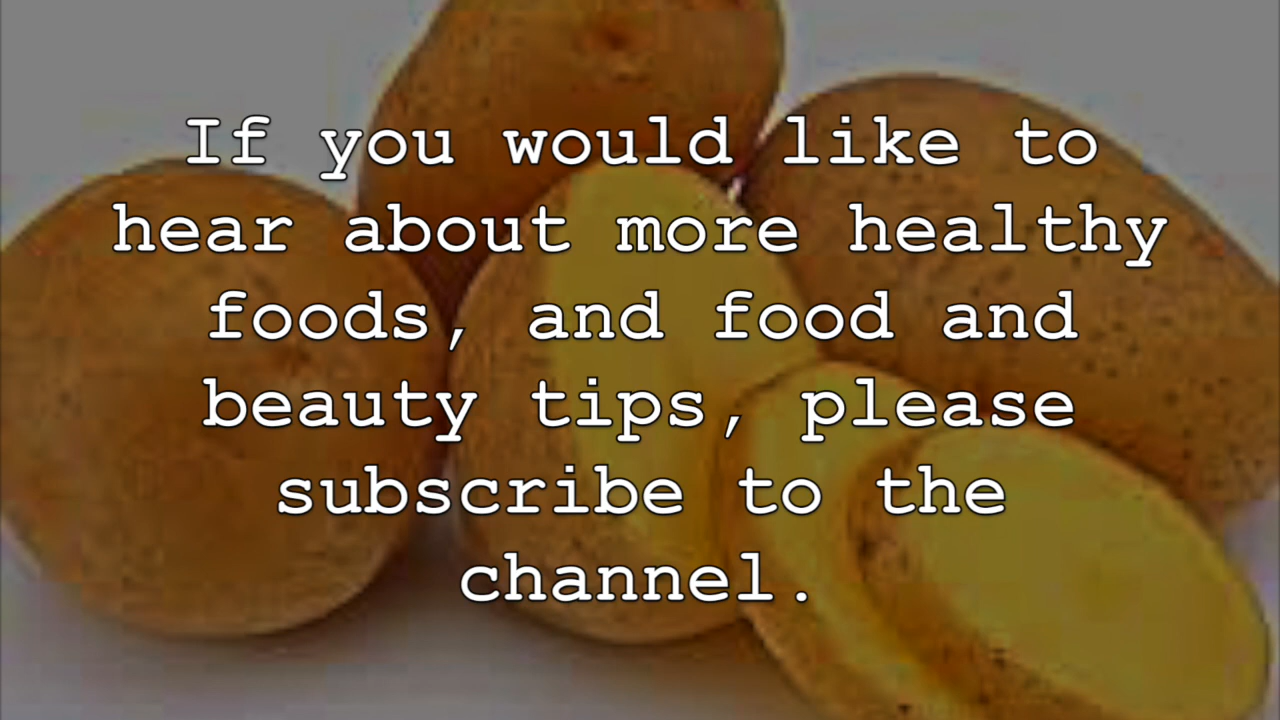 If you would like to
hear about more healthy
foods, and food and
beauty tips, please
subscribe to the
channel.